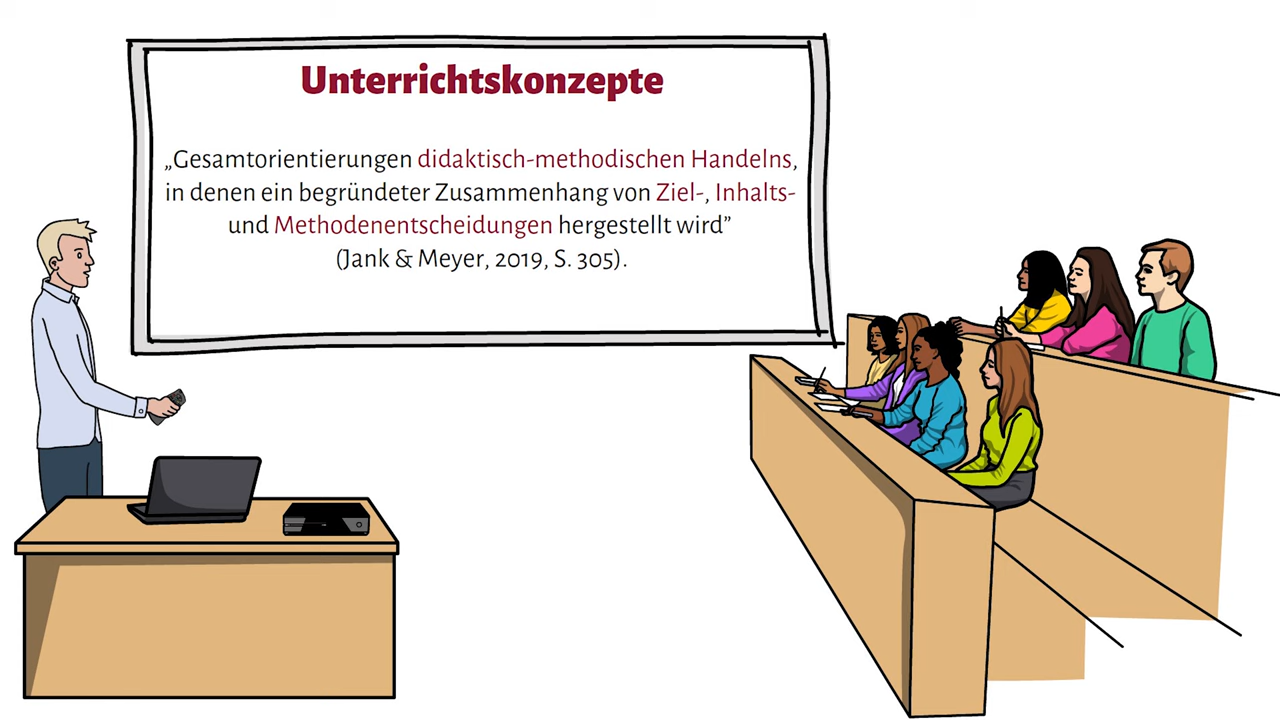 Unterrichtskonzepte
„Gesamtorientierungen didaktisch-methodischen Handelns,
in denen ein begründeter Zusammenhang von Ziel-, Inhalts-
und Methodenentscheidungen hergestellt wird”
(Jank & Meyer, 2019, S. 305).